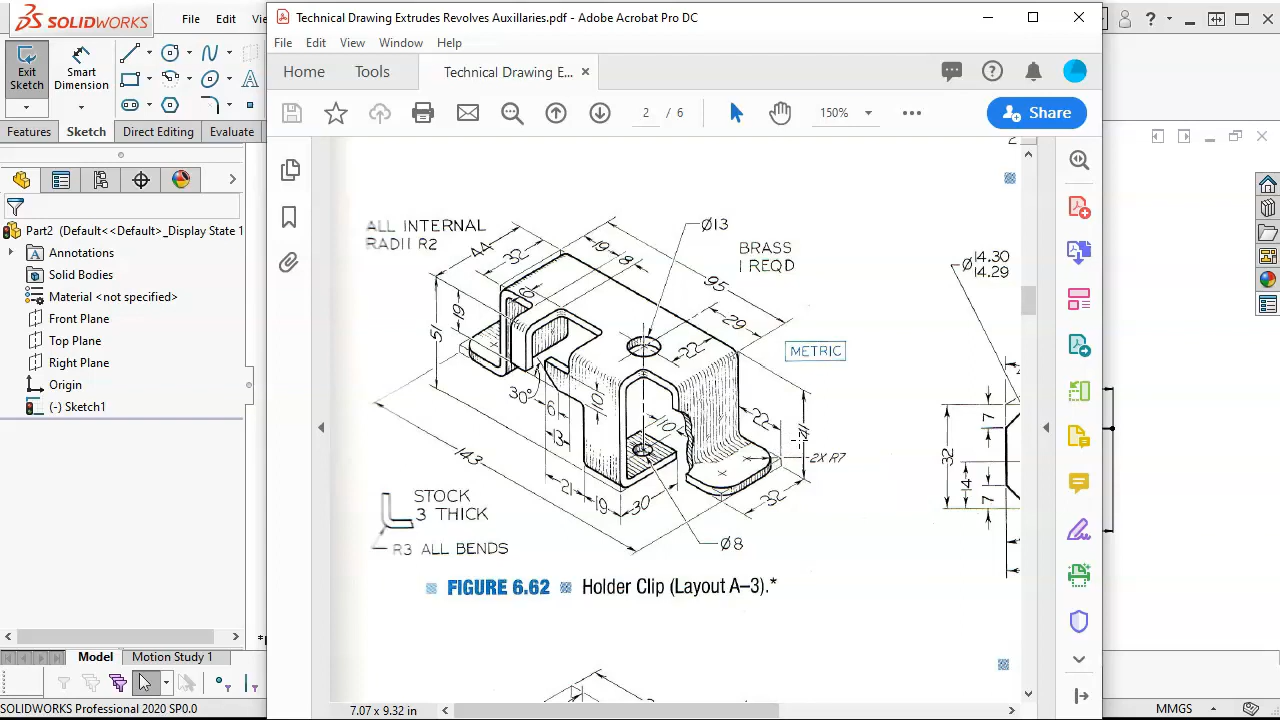 SOLIDWORKS
File
Edit
Technical Drawing Extrudes Revolves Auxillaries.pdf - Adobe Acrobat Pro DC
File Edit View Window Help
Home Tools Technical Drawing E...
2 / 6
150%
Share
Exit Sketch
Smart Dimension
Features Sketch Direct Editing Evaluate
Part2 (Default<<Default>_Display State 1
Annotations
Solid Bodies
Material <not specified>
Front Plane
Top Plane
Right Plane
Origin
(-) Sketch1
ALL INTERNAL
RADII R2
44
32
19
8
Ø13
BRASS
1 REQD
95
29
22
METRIC
10
19
51
30°
6
13
10
10
22
21
2X R7
32
143
21
19
30
Ø8
STOCK
3 THICK
R3 ALL BENDS
FIGURE 6.62 Holder Clip (Layout A–3).*
Ø14.30
14.29
7
32
14
7
Model Motion Study 1
SOLIDWORKS Professional 2020 SP0.0
7.07 x 9.32 in
MMGS